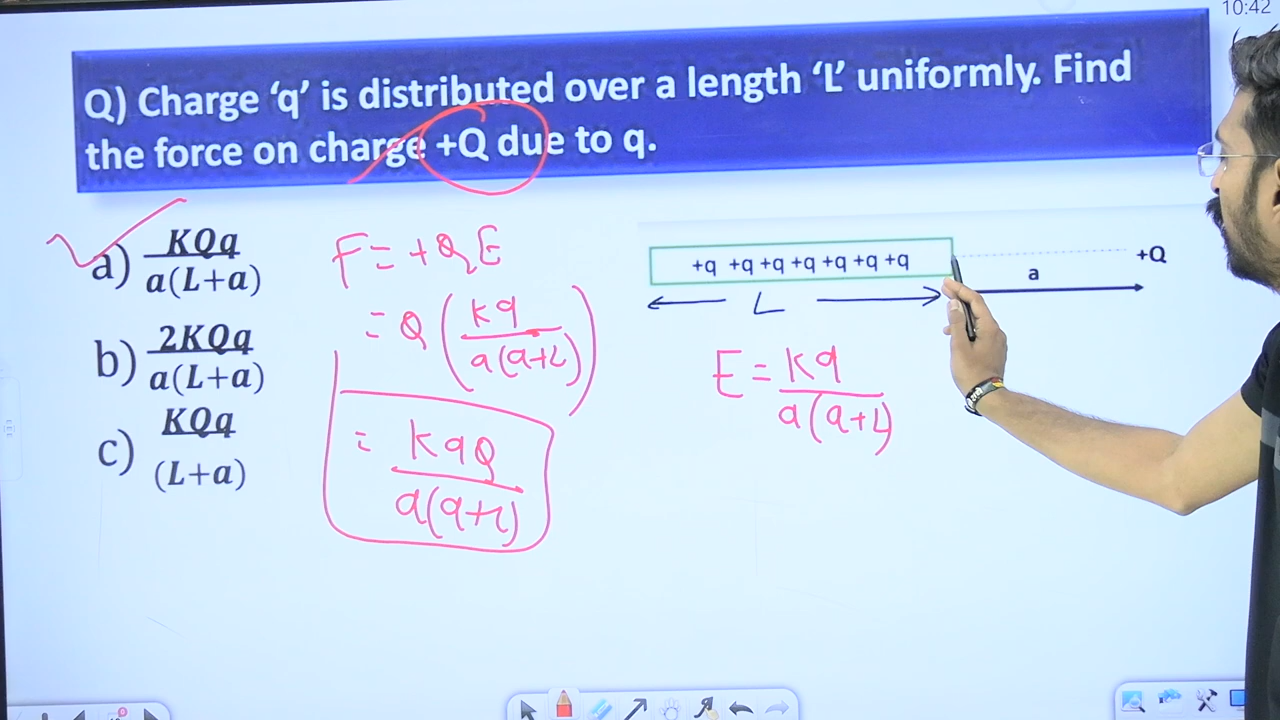 10:42
Q) Charge ‘q’ is distributed over a length ‘L’ uniformly. Find
the force on charge +Q due to q.
a) KQq / a(L+a)
b) 2KQq / a(L+a)
c) KQq / (L+a)
F = +QE
= Q (kq / a(a+L))
= kqQ / a(a+L)
+q +q +q +q +q +q +q
+Q
a
L
E = kq / a(a+L)